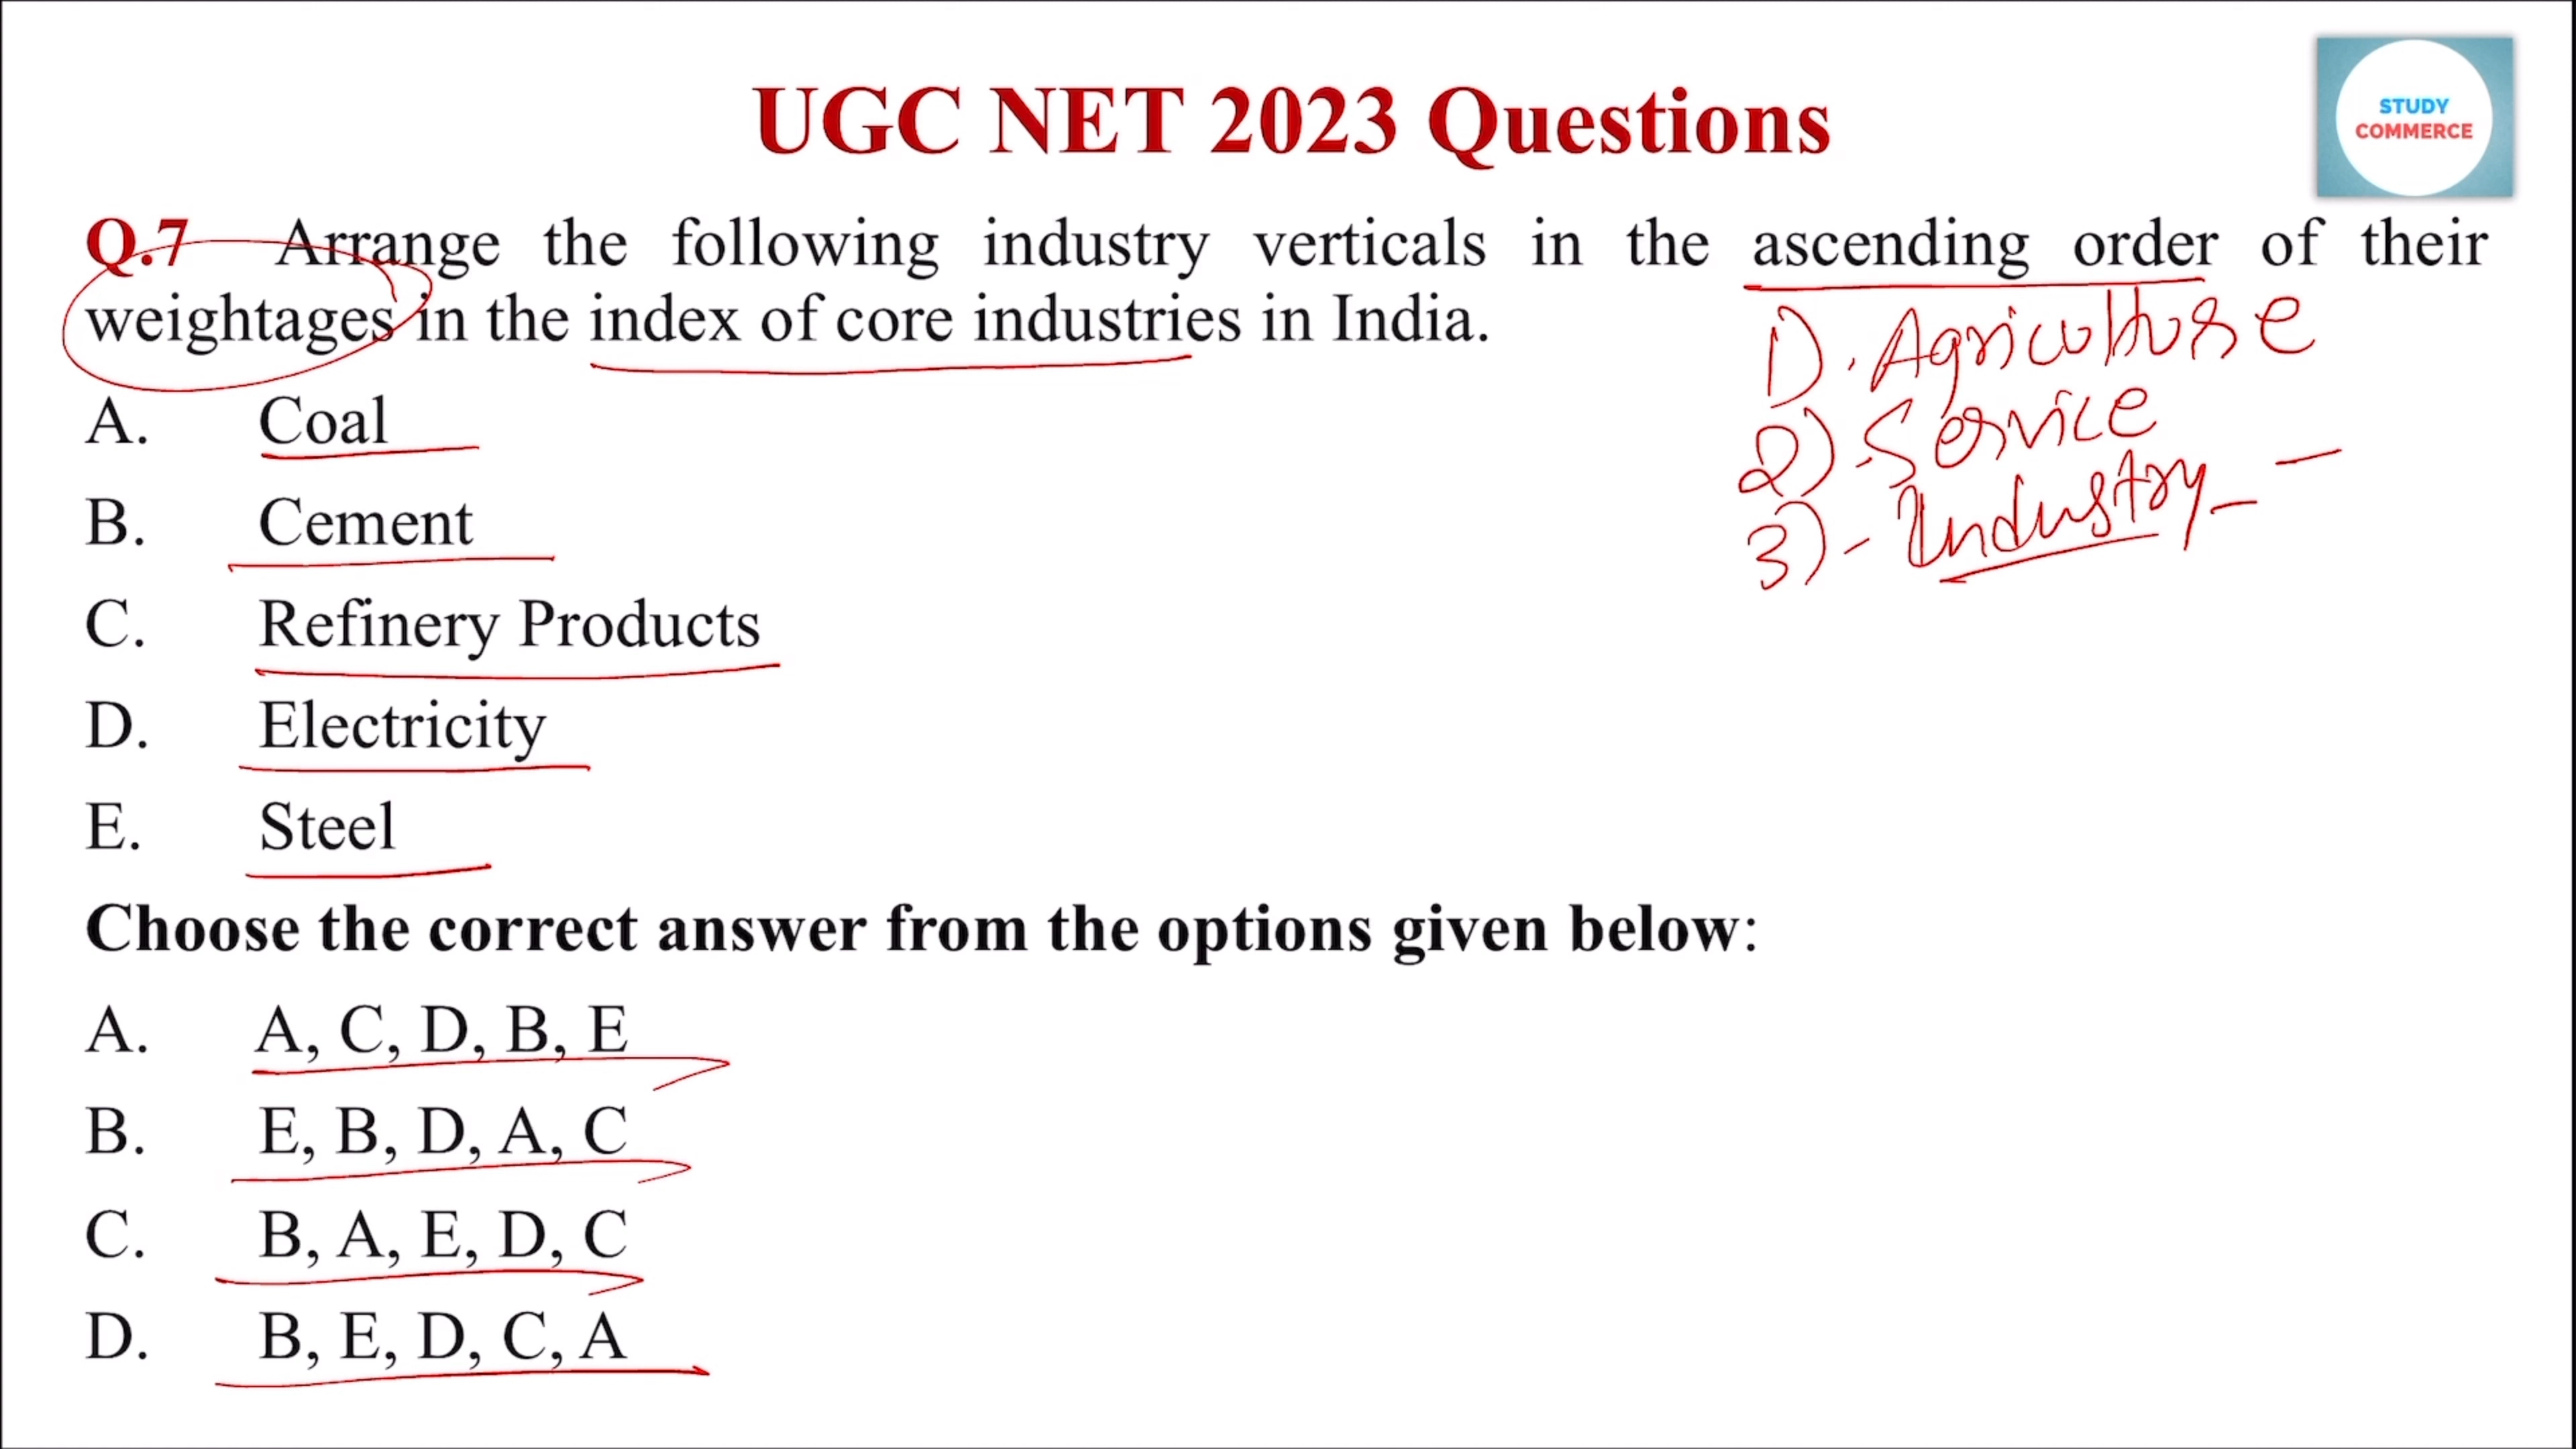 UGC NET 2023 Questions
STUDY
COMMERCE
Q.7 Arrange the following industry verticals in the ascending order of their
weightages in the index of core industries in India.
1). Agriculture
2). Service
3) - Industry - -
A. Coal
B. Cement
C. Refinery Products
D. Electricity
E. Steel
Choose the correct answer from the options given below:
A. A, C, D, B, E
B. E, B, D, A, C
C. B, A, E, D, C
D. B, E, D, C, A